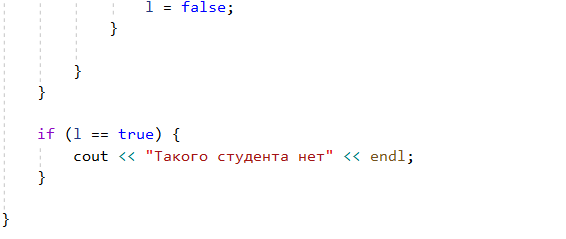 l = false;
}
}
}
if (l == true) {
cout << "Такого студента нет" << endl;
}
}